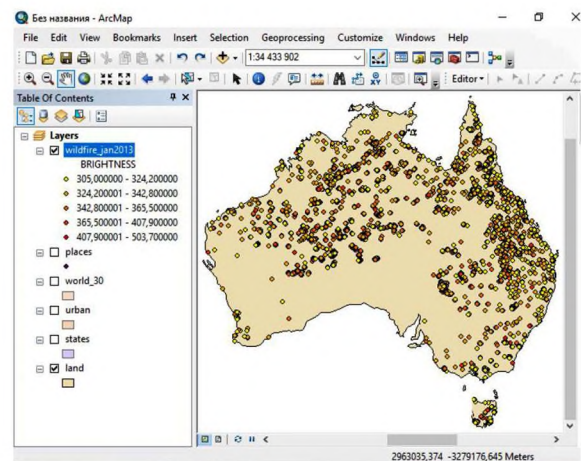 Без названия - ArcMap
File Edit View Bookmarks Insert Selection Geoprocessing Customize Windows Help
1:34 433 902
Editor
Table Of Contents
Layers
wildfire_jan2013
BRIGHTNESS
305,000000 - 324,200000
324,200001 - 342,800000
342,800001 - 365,500000
365,500001 - 407,900000
407,900001 - 503,700000
places
world_30
urban
states
land
2963035,374 -3279176,645 Meters